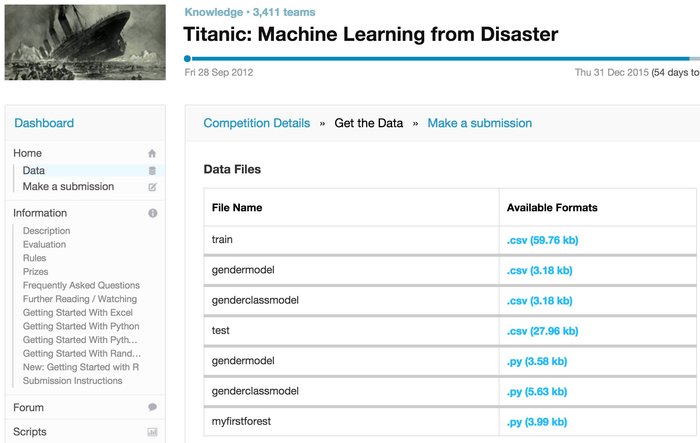 Knowledge • 3,411 teams
Titanic: Machine Learning from Disaster
Fri 28 Sep 2012
Thu 31 Dec 2015 (54 days to
Dashboard
Home
Data
Make a submission
Information
Description
Evaluation
Rules
Prizes
Frequently Asked Questions
Further Reading / Watching
Getting Started With Excel
Getting Started With Python
Getting Started With Pyth...
Getting Started With Rand...
New: Getting Started with R
Submission Instructions
Forum
Scripts
Competition Details » Get the Data » Make a submission
Data Files
File Name Available Formats
train .csv (59.76 kb)
gendermodel .csv (3.18 kb)
genderclassmodel .csv (3.18 kb)
test .csv (27.96 kb)
gendermodel .py (3.58 kb)
genderclassmodel .py (5.63 kb)
myfirstforest .py (3.99 kb)